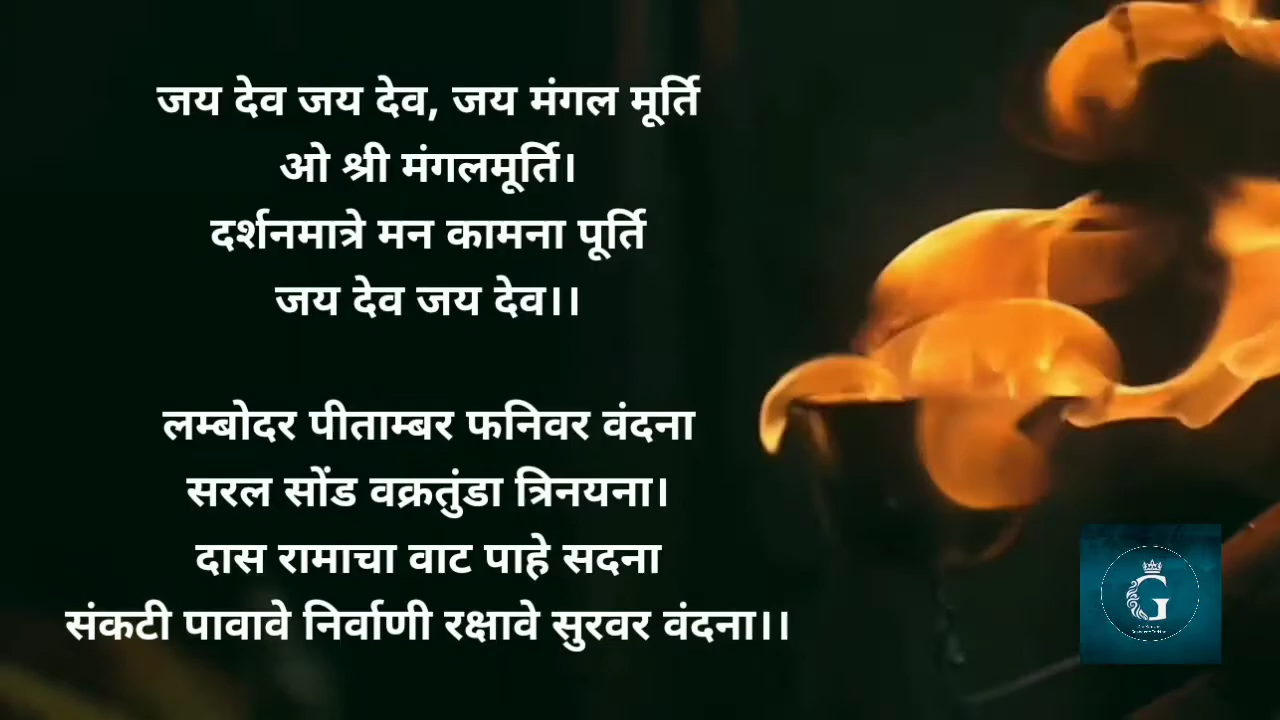 जय देव जय देव, जय मंगल मूर्ति
ओ श्री मंगलमूर्ति।
दर्शनमात्रे मन कामना पूर्ति
जय देव जय देव।।
लम्बोदर पीताम्बर फनिवर वंदना
सरल सोंड वक्रतुंडा त्रिनयना।
दास रामाचा वाट पाहे सदना
संकटी पावावे निर्वाणी रक्षावे सुरवर वंदना।।
G